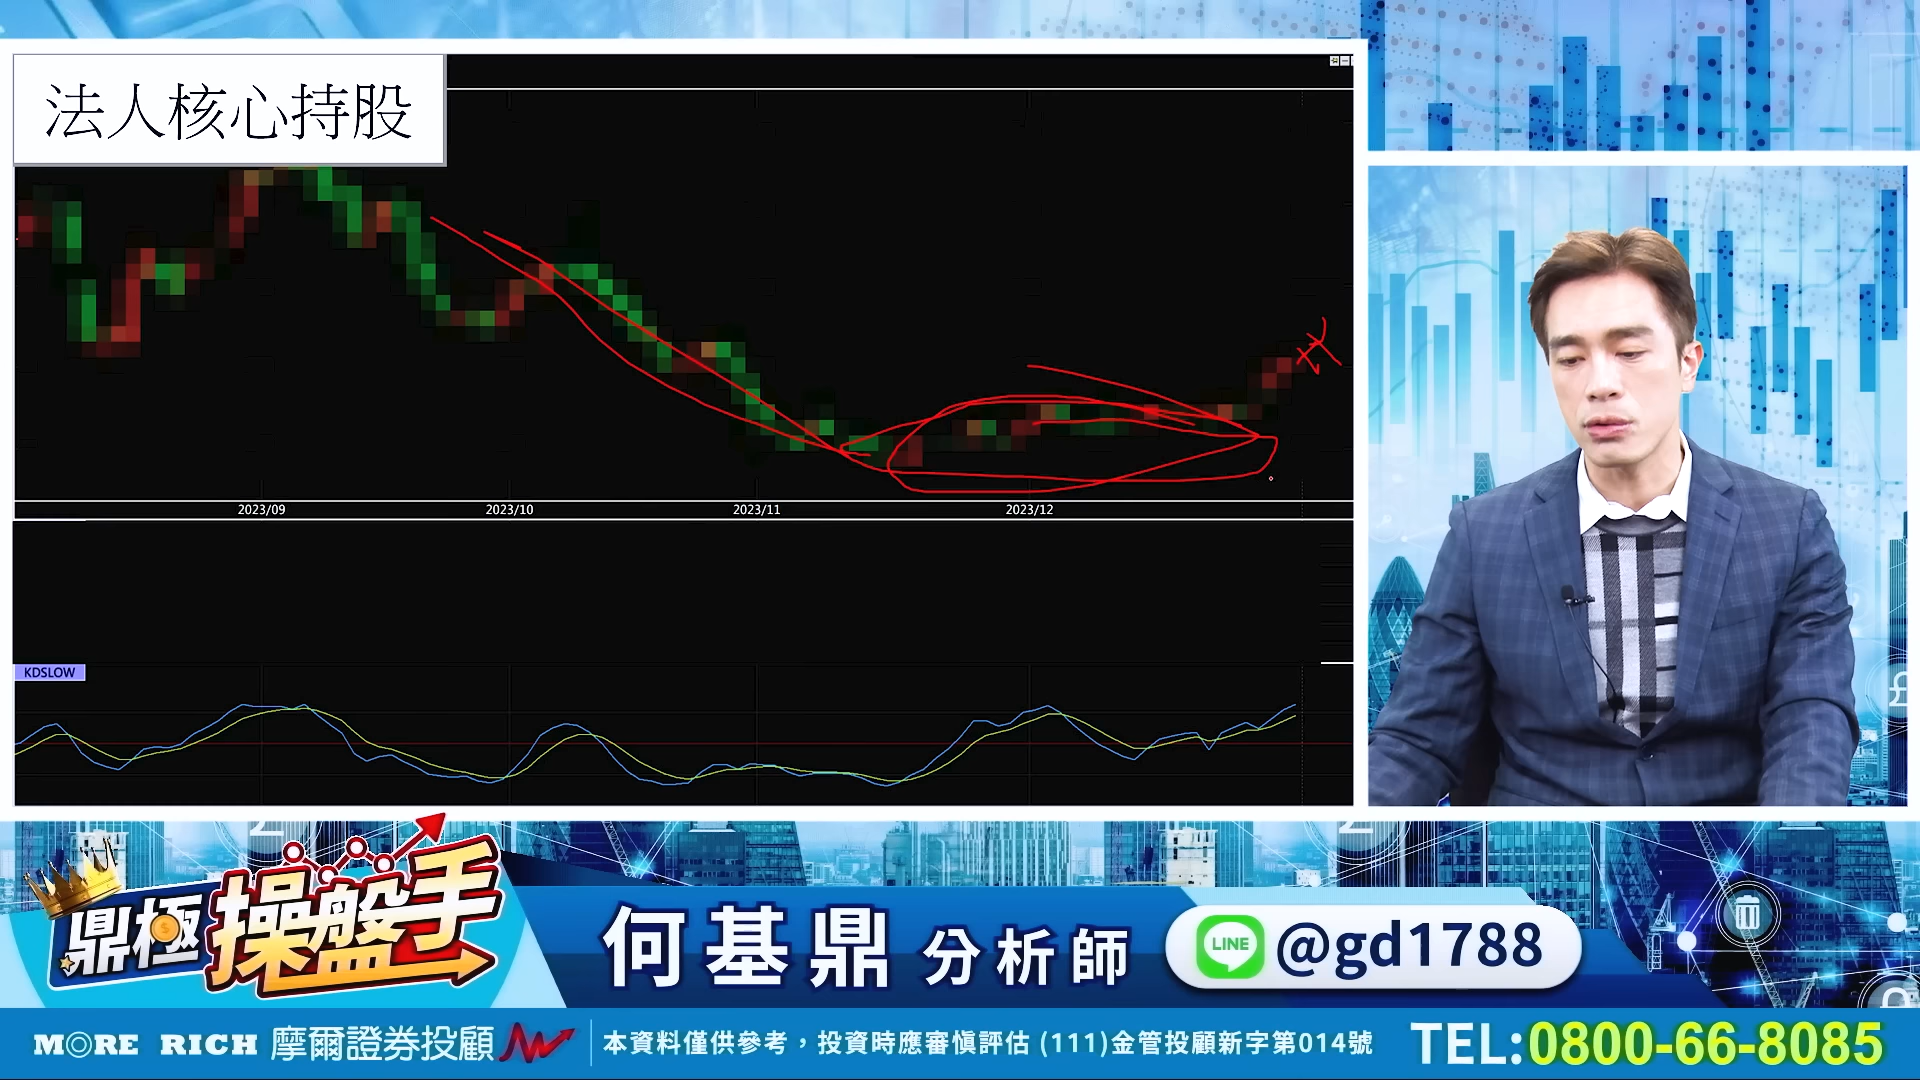 法人核心持股
2023/09 2023/10 2023/11 2023/12
KDSLOW
鼎極操盤手
何基鼎 分析師
LINE @gd1788
MORE RICH 摩爾證券投顧
本資料僅供參考，投資時應審慎評估 (111)金管投顧新字第014號
TEL:0800-66-8085